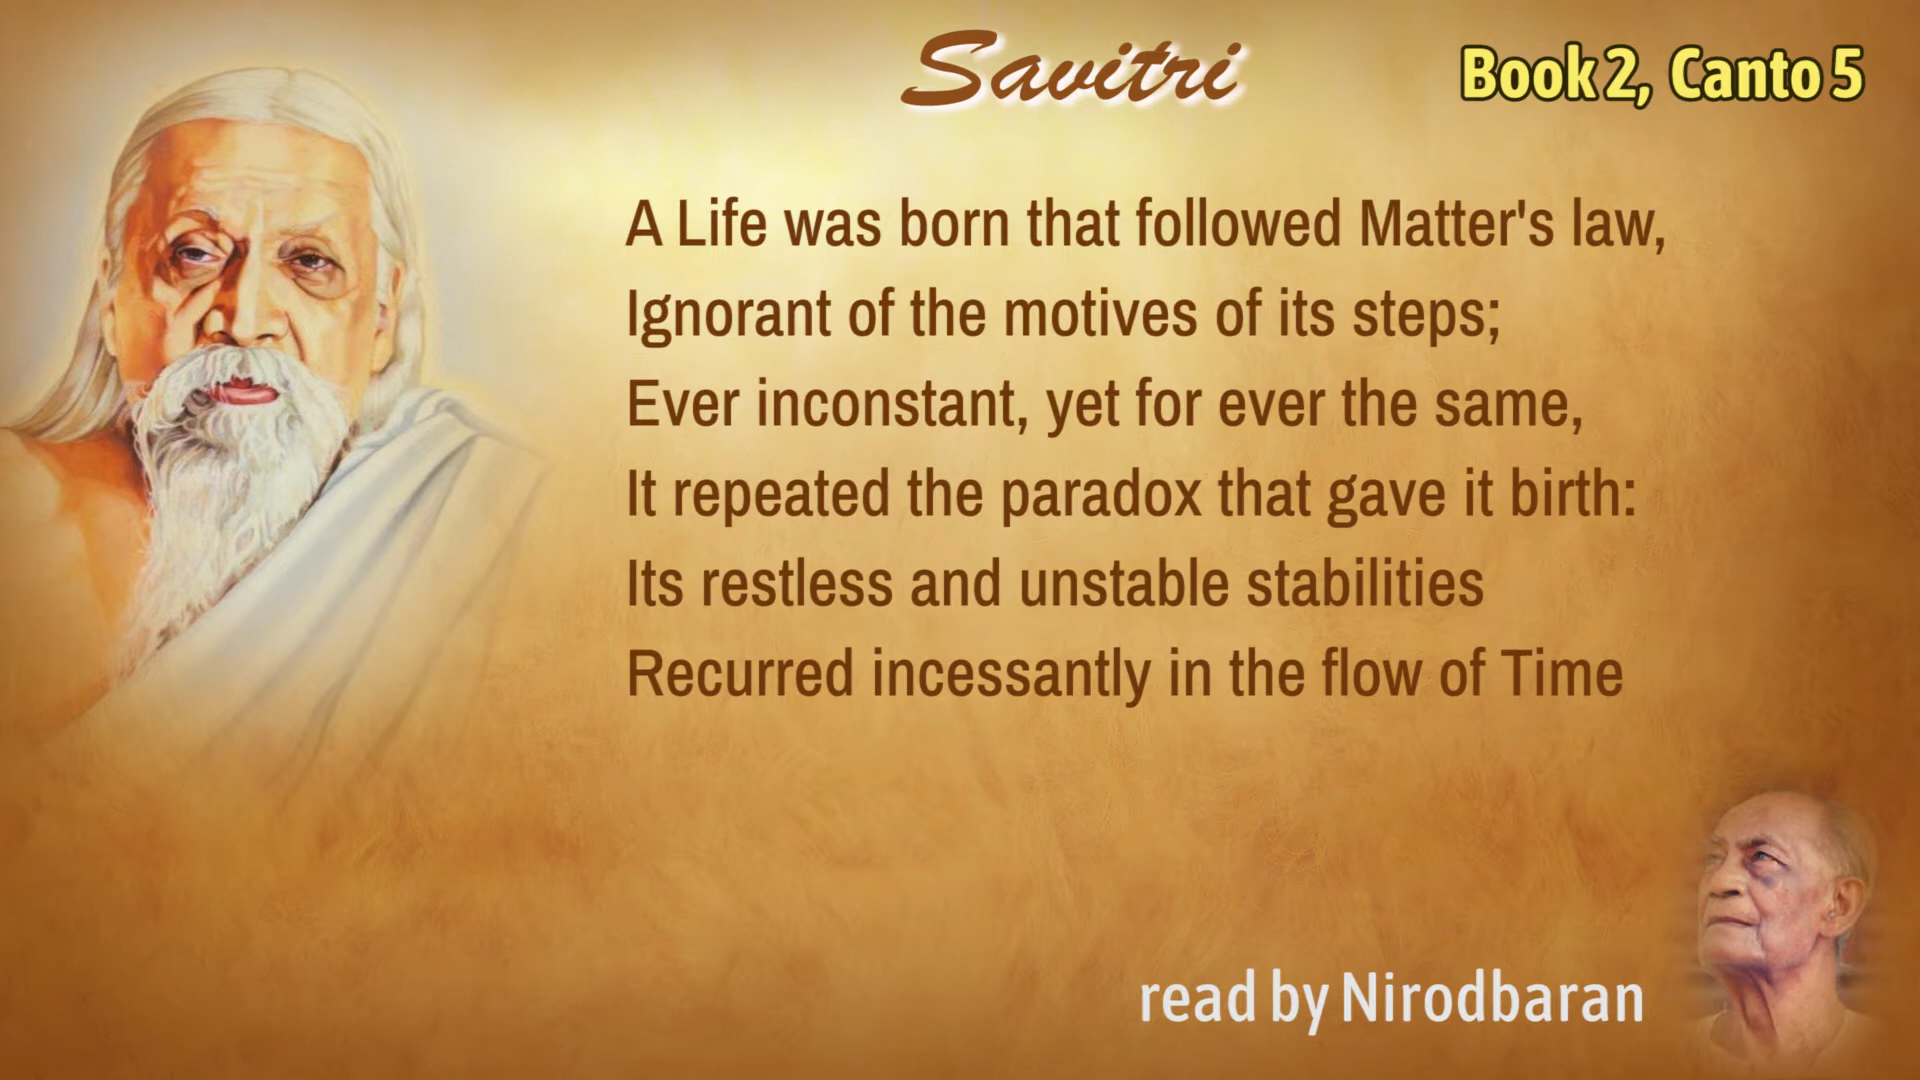 Savitri
Book 2, Canto 5
A Life was born that followed Matter's law,
Ignorant of the motives of its steps;
Ever inconstant, yet for ever the same,
It repeated the paradox that gave it birth:
Its restless and unstable stabilities
Recurred incessantly in the flow of Time
read by Nirodbaran